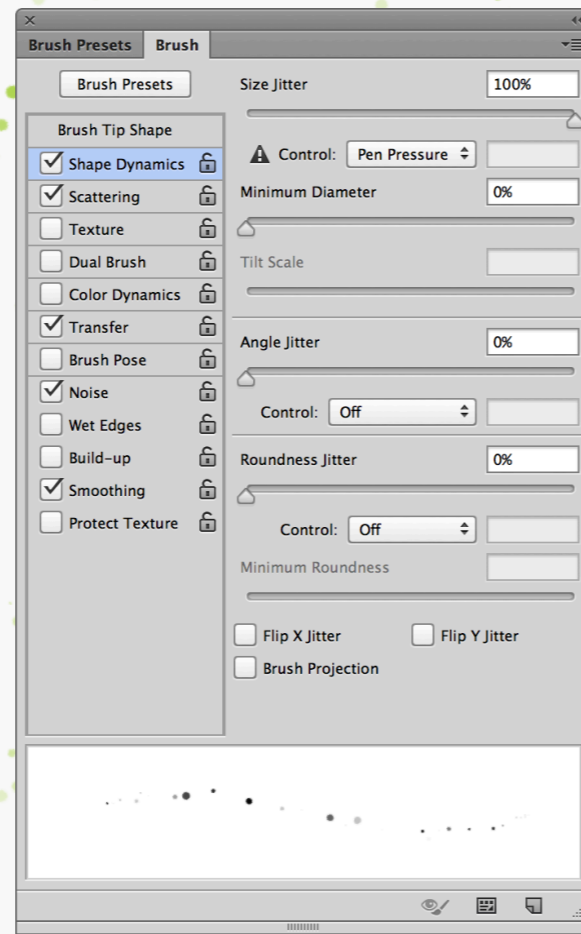 Brush Presets Brush
Brush Presets
Brush Tip Shape
Shape Dynamics
Scattering
Texture
Dual Brush
Color Dynamics
Transfer
Brush Pose
Noise
Wet Edges
Build-up
Smoothing
Protect Texture
Size Jitter 100%
Control: Pen Pressure
Minimum Diameter 0%
Tilt Scale
Angle Jitter 0%
Control: Off
Roundness Jitter 0%
Control: Off
Minimum Roundness
Flip X Jitter Flip Y Jitter
Brush Projection